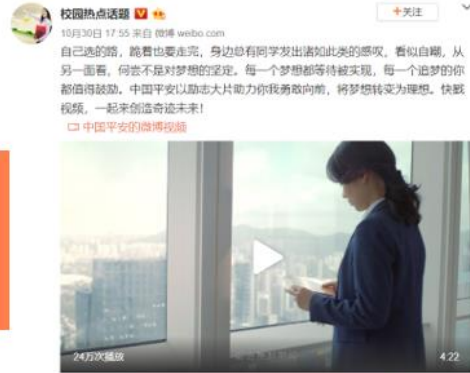 校园热点话题
+关注
10月30日 17:55 来自 微博 weibo.com
自己选的路，跪着也要走完，身边总有同学发出诸如此类的感叹，看似自嘲，从
另一面看，何尝不是对梦想的坚定。每一个梦想都等待被实现，每一个追梦的你
都值得鼓励。中国平安以励志大片助力你我勇敢向前，将梦想转变为理想。快戳
视频，一起来创造奇迹未来！
中国平安的微博视频
24万次播放
4:22